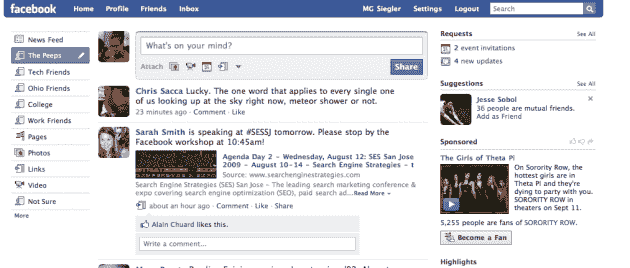 facebook Home Profile Friends Inbox MG Siegler Settings Logout Search
News Feed
The Peeps
Tech Friends
Ohio Friends
College
Work Friends
Pages
Photos
Links
Video
Not Sure
More
What's on your mind?
Attach
Share
Chris Sacca Lucky. The one word that applies to every single one
of us looking up at the sky right now, meteor shower or not.
23 minutes ago · Comment · Like
Sarah Smith is speaking at #SESSJ tomorrow. Please stop by the
Facebook workshop at 10:45am!
Agenda Day 2 - Wednesday, August 12: SES San Jose
2009 - August 10-14 - Search Engine Strategies - t
Source: www.searchenginestrategies.com
Search Engine Strategies (SES) San Jose - The leading search marketing conference &
expo covering search engine optimization (SEO), paid search ad...Read More
about an hour ago · Comment · Like · Share
Alain Chuard likes this.
Write a comment...
Requests See All
2 event invitations
4 new updates
Suggestions See All
Jesse Sobol
36 people are mutual friends.
Add as Friend
Sponsored
The Girls of Theta Pi
On Sorority Row, the
hottest girls are in
Theta Pi and they're
dying to party with you.
SORORITY ROW in
theaters on Sept 11.
5,255 people are fans of SORORITY ROW.
Become a Fan
Highlights